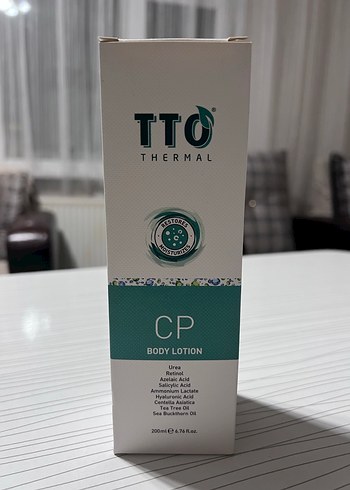 TTO®
THERMAL
RESTORES
MOISTURIZES
CP
BODY LOTION
Urea
Retinol
Azelaic Acid
Salicylic Acid
Ammonium Lactate
Hyaluronic Acid
Centella Asiatica
Tea Tree Oil
Sea Buckthorn Oil
200ml ℮ 6.76 fl.oz.